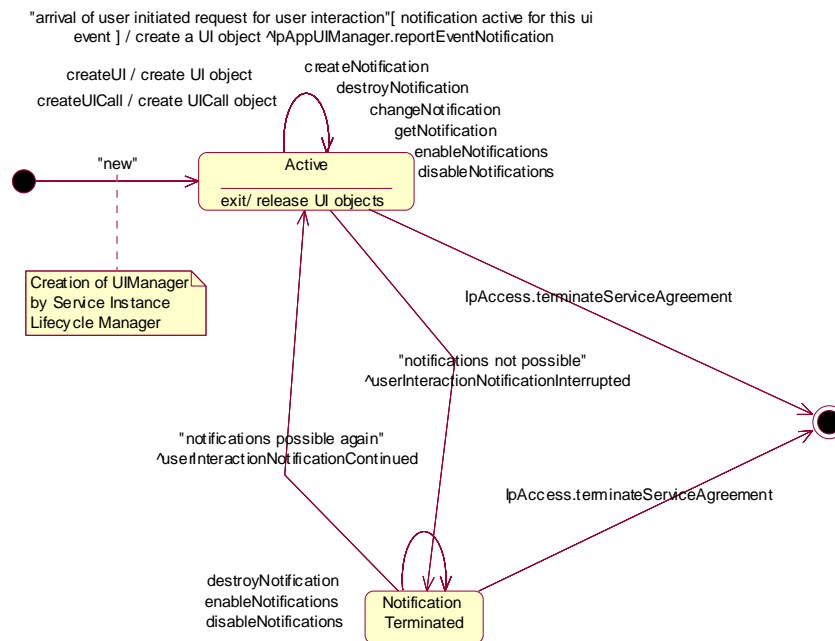 "arrival of user initiated request for user interaction"[ notification active for this ui
event ] / create a UI object ^IpAppUIManager.reportEventNotification
createUI / create UI object
createUICall / create UICall object
createNotification
destroyNotification
changeNotification
getNotification
enableNotifications
disableNotifications
"new"
Active
exit/ release UI objects
Creation of UIManager
by Service Instance
Lifecycle Manager
IpAccess.terminateServiceAgreement
"notifications not possible"
^userInteractionNotificationInterrupted
"notifications possible again"
^userInteractionNotificationContinued
IpAccess.terminateServiceAgreement
destroyNotification
enableNotifications
disableNotifications
Notification
Terminated